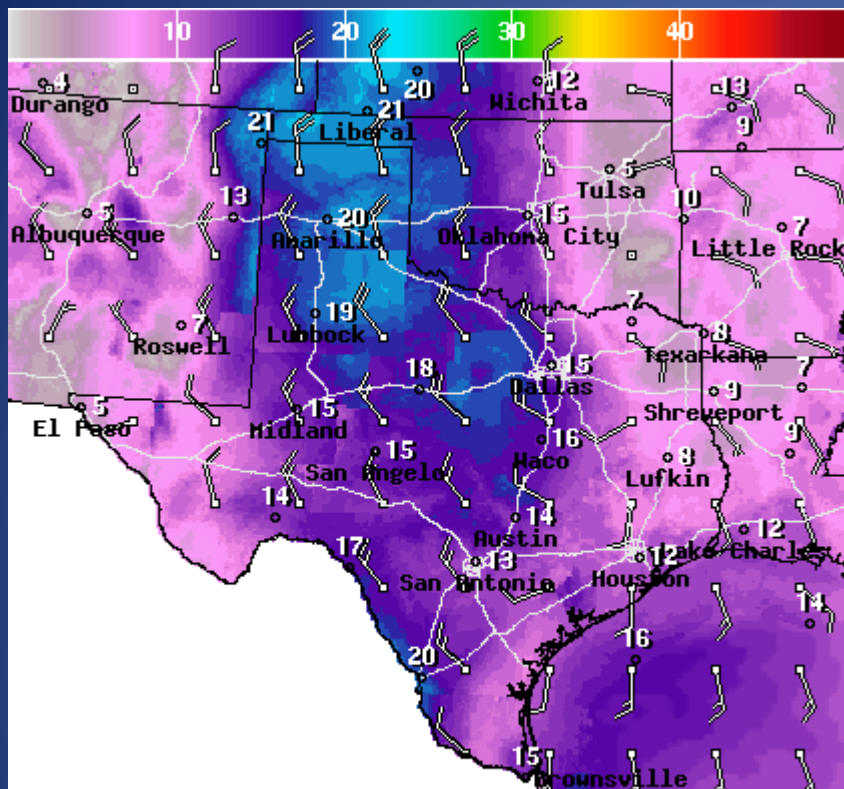 10 20 30 40
4 20 12 13
Durango Wichita
21 21 9
Liberal
5
Tulsa
5 13 20 15 10 7
Albuquerque Amarillo Oklahoma City Little Rock
7 19 7 8
Roswell Lubbock Texarkana
18 15 7
Dallas
5 15 9
El Paso Midland Shreveport
15 16 8 9
San Angelo Waco Lufkin
14 14 12
Austin
17 13 12 Lake Charles
San Antonio Houston
14
20 16
15
Brownsville